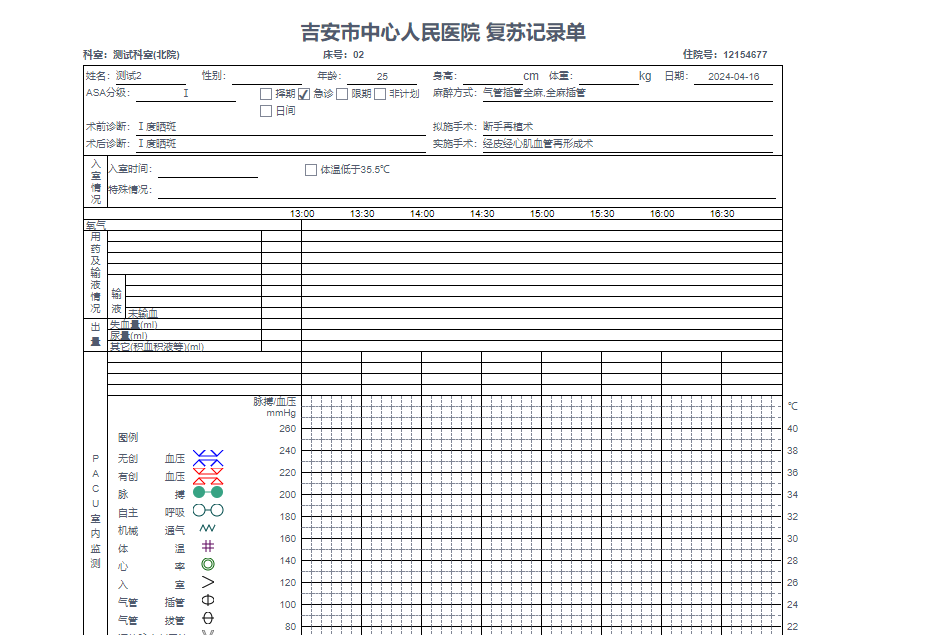 吉安市中心人民医院 复苏记录单
科室: 测试科室(北院) 床号: 02 住院号: 12154677
姓名: 测试2 性别: 年龄: 25 身高: cm 体重: kg 日期: 2024-04-16
ASA分级: I 择期 急诊 限期 非计划 麻醉方式: 气管插管全麻,全麻插管
日间
术前诊断: I 度晒斑 拟施手术: 断手再植术
术后诊断: I 度晒斑 实施手术: 经皮经心肌血管再形成术
入室情况
入室时间: 体温低于35.5℃
特殊情况:
13:00 13:30 14:00 14:30 15:00 15:30 16:00 16:30
氧气
用药及输液情况
输液
未输血
出量
失血量(ml)
尿量(ml)
其它(积血积液等)(ml)
脉搏/血压
mmHg ℃
260 40
图例
240 38
PACU室内监测
无创 血压
有创 血压
220 36
脉 搏
200 34
自主 呼吸
180 32
机械 通气
160 30
体 温
140 28
心 率
120 26
入 室
气管 插管
100 24
气管 拔管
80 22